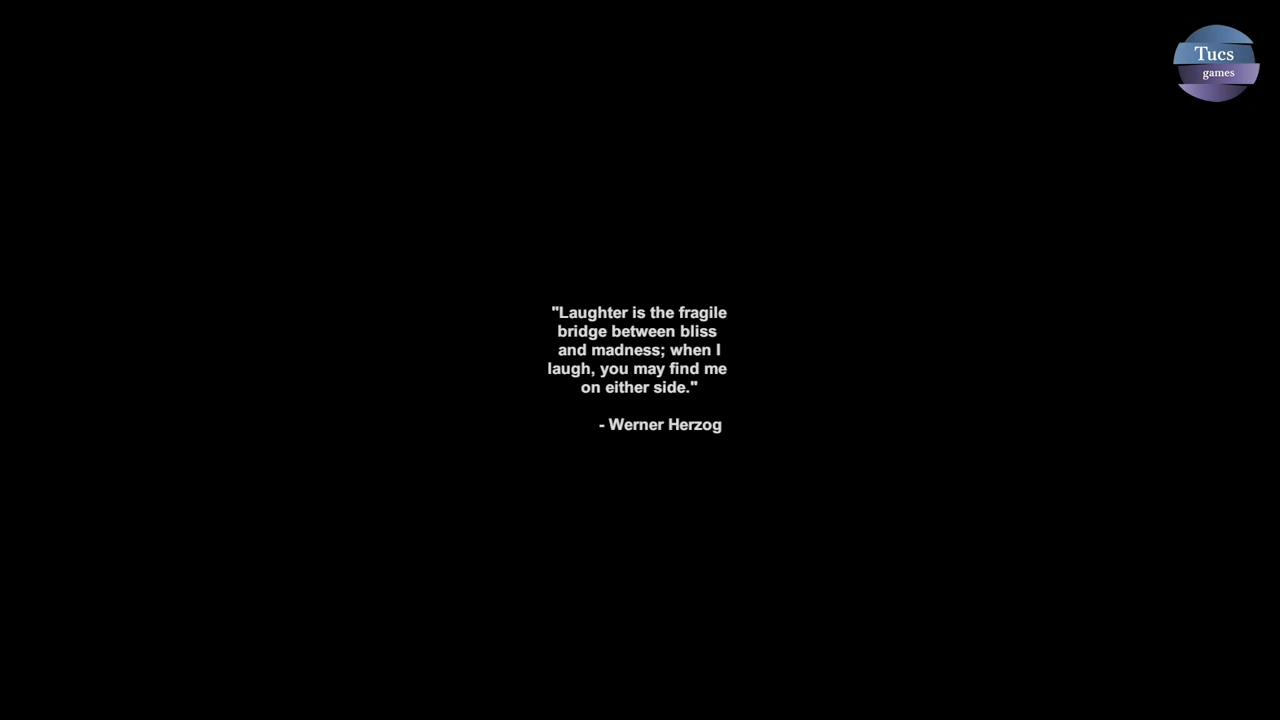 Tucs
games
"Laughter is the fragile
bridge between bliss
and madness; when I
laugh, you may find me
on either side."
- Werner Herzog